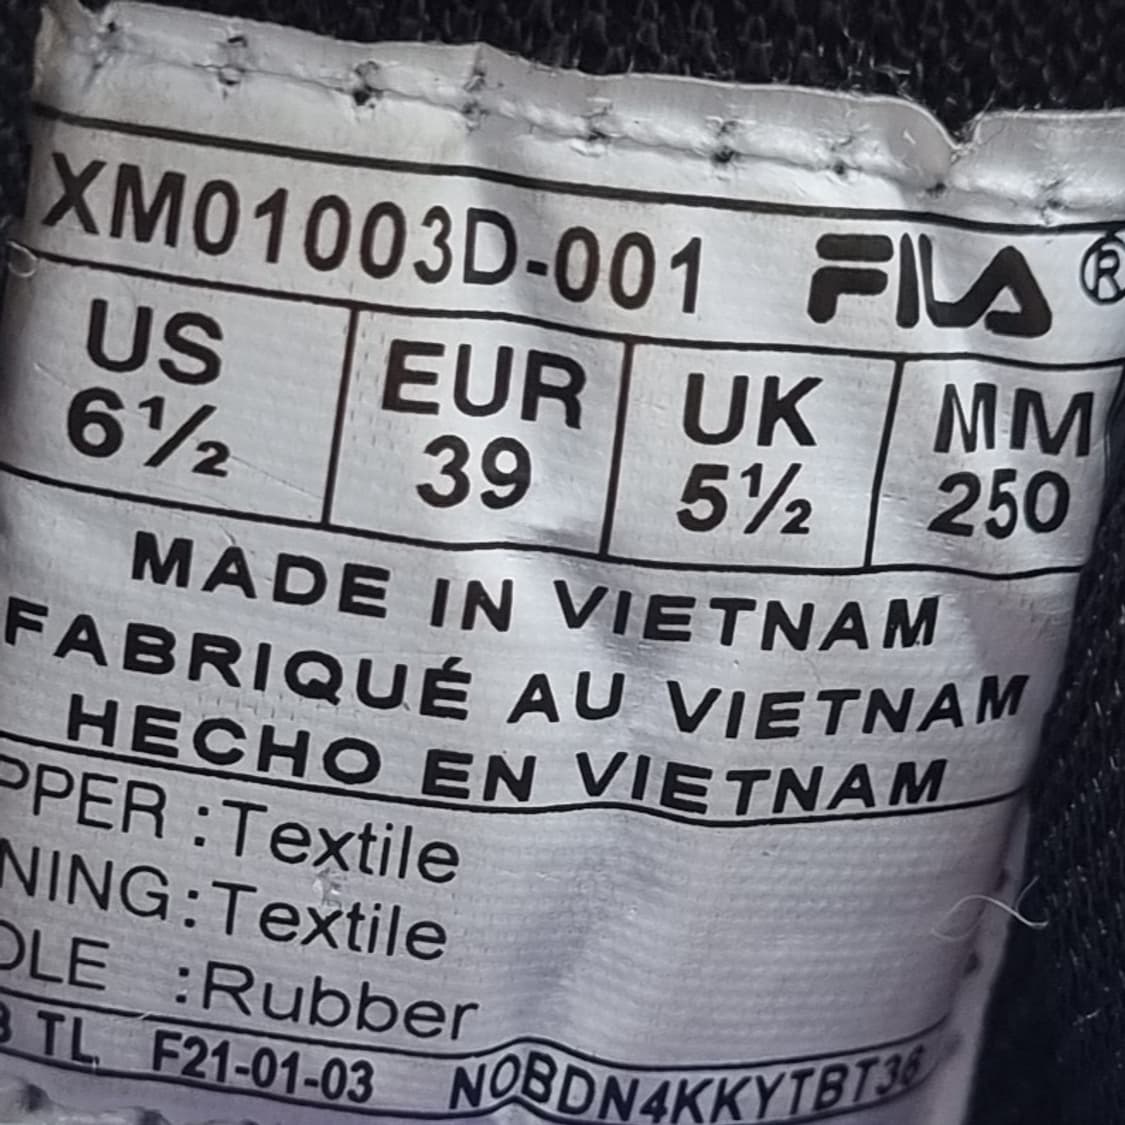 XM01003D-001 FILA®
US EUR UK MM
6½ 39 5½ 250
MADE IN VIETNAM
FABRIQUÉ AU VIETNAM
HECHO EN VIETNAM
PPER :Textile
NING:Textile
OLE :Rubber
TL F21-01-03 NOBDN4KKYTBT36